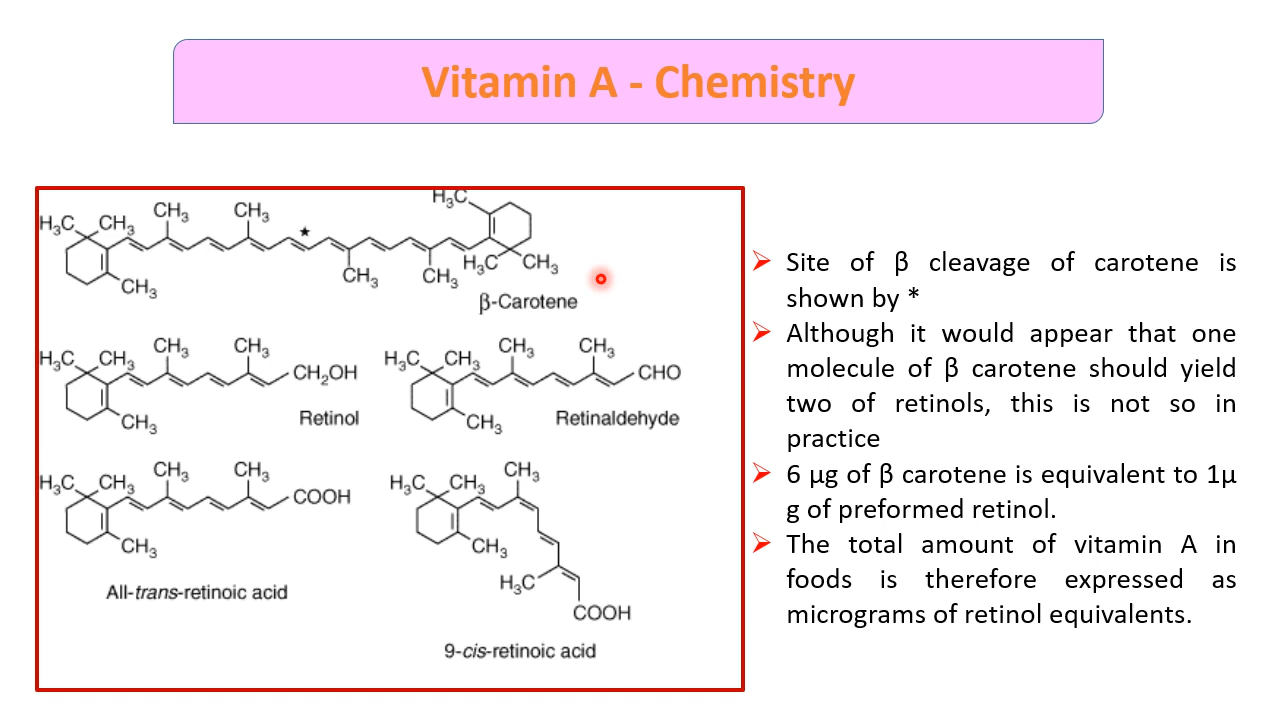 Vitamin A - Chemistry
H₃C CH₃ CH₃ CH₃ H₃C
CH₃ CH₃ CH₃ H₃C CH₃
β-Carotene
H₃C CH₃ CH₃ CH₃ CH₂OH
CH₃ Retinol
H₃C CH₃ CH₃ CH₃ CHO
CH₃ Retinaldehyde
H₃C CH₃ CH₃ CH₃ COOH
CH₃
All-trans-retinoic acid
H₃C CH₃ CH₃
CH₃
H₃C
COOH
9-cis-retinoic acid
Site of β cleavage of carotene is
shown by *
Although it would appear that one
molecule of β carotene should yield
two of retinols, this is not so in
practice
6 μg of β carotene is equivalent to 1μ
g of preformed retinol.
The total amount of vitamin A in
foods is therefore expressed as
micrograms of retinol equivalents.